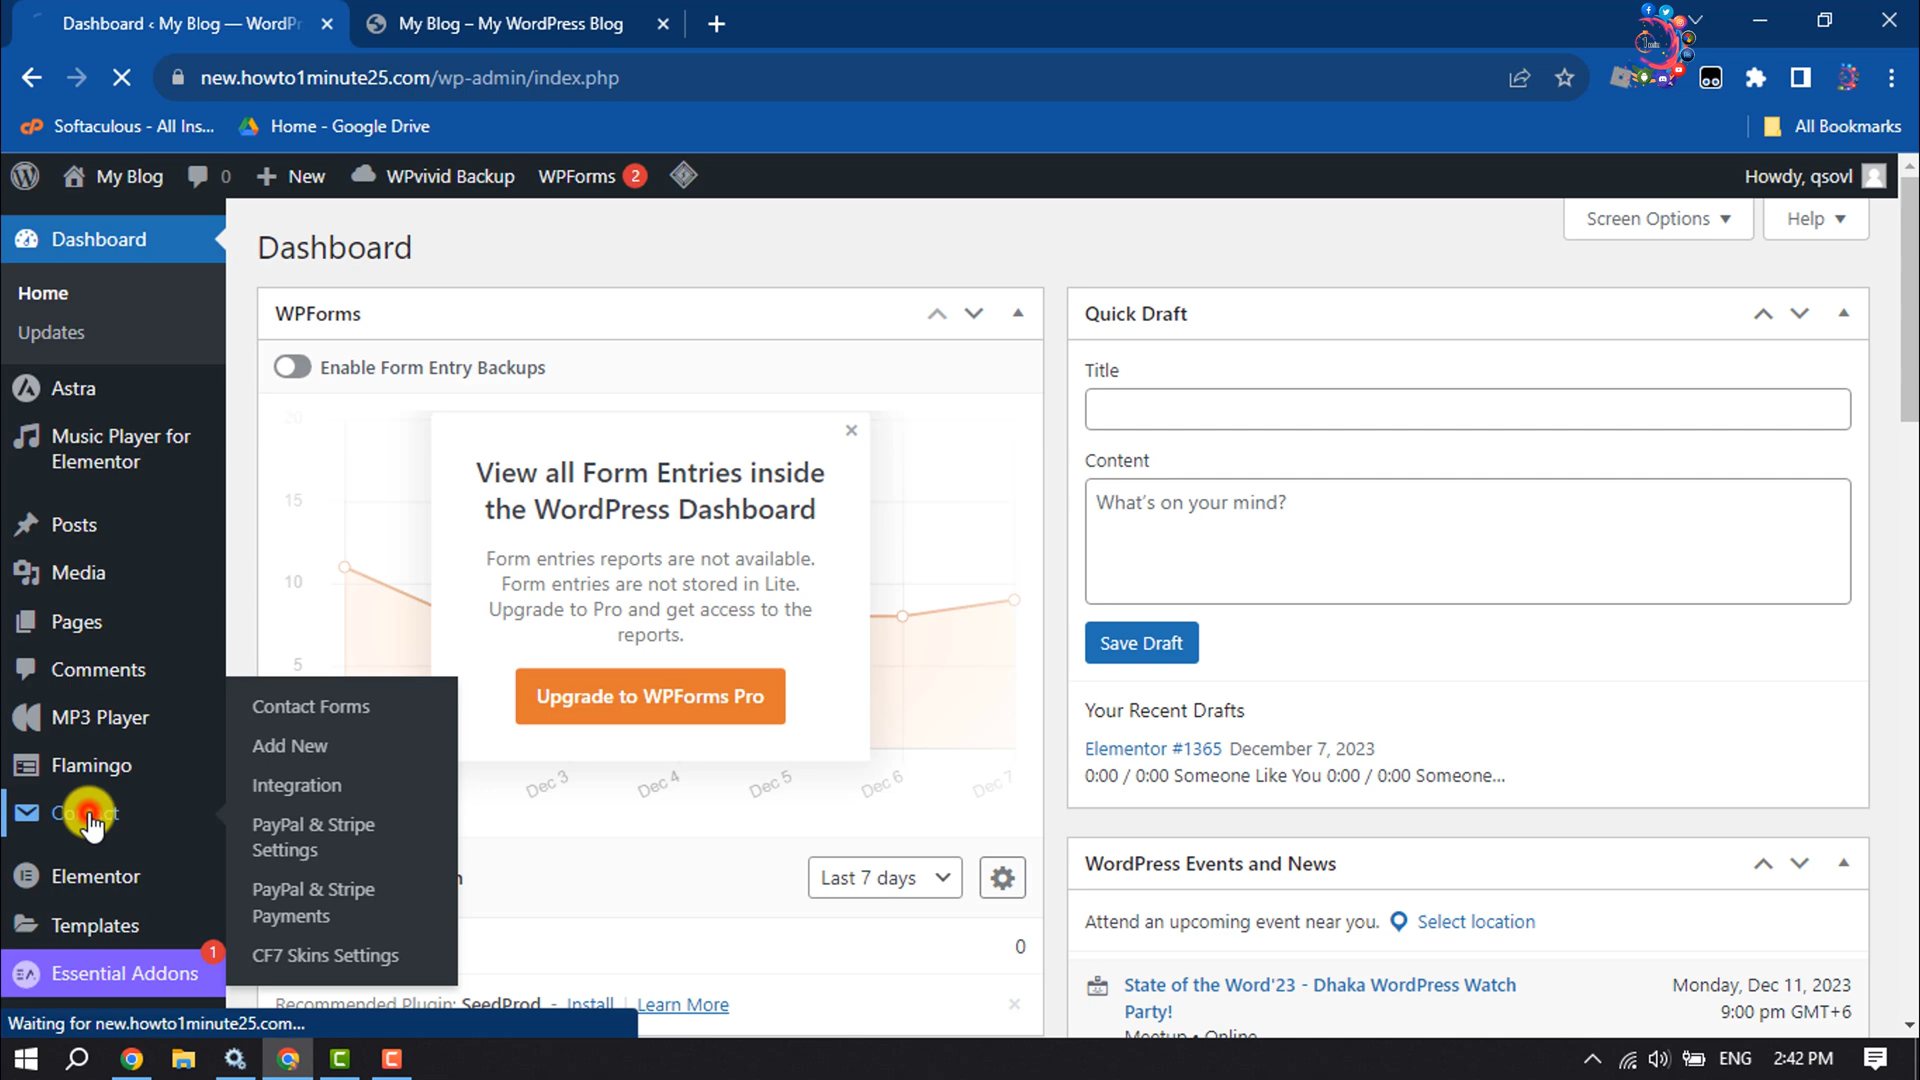 Dashboard ‹ My Blog — WordPr
My Blog – My WordPress Blog
new.howto1minute25.com/wp-admin/index.php
Softaculous - All Ins...
Home - Google Drive
All Bookmarks
My Blog
0
New
WPvivid Backup
WPForms
2
Howdy, qsovl
Dashboard
Home
Updates
Astra
Music Player for
Elementor
Posts
Media
Pages
Comments
MP3 Player
Flamingo
Elementor
Templates
Essential Addons
1
Contact Forms
Add New
Integration
PayPal & Stripe
Settings
PayPal & Stripe
Payments
CF7 Skins Settings
Screen Options
Help
Dashboard
WPForms
Enable Form Entry Backups
20
15
10
5
View all Form Entries inside
the WordPress Dashboard
Form entries reports are not available.
Form entries are not stored in Lite.
Upgrade to Pro and get access to the
reports.
Upgrade to WPForms Pro
Dec 3
Dec 4
Dec 5
Dec 6
Dec 7
Last 7 days
0
Recommended Plugin: SeedProd - Install | Learn More
Quick Draft
Title
Content
What's on your mind?
Save Draft
Your Recent Drafts
Elementor #1365 December 7, 2023
0:00 / 0:00 Someone Like You 0:00 / 0:00 Someone...
WordPress Events and News
Attend an upcoming event near you.
Select location
State of the Word'23 - Dhaka WordPress Watch
Party!
Meetup • Online
Monday, Dec 11, 2023
9:00 pm GMT+6
Waiting for new.howto1minute25.com...
ENG
2:42 PM